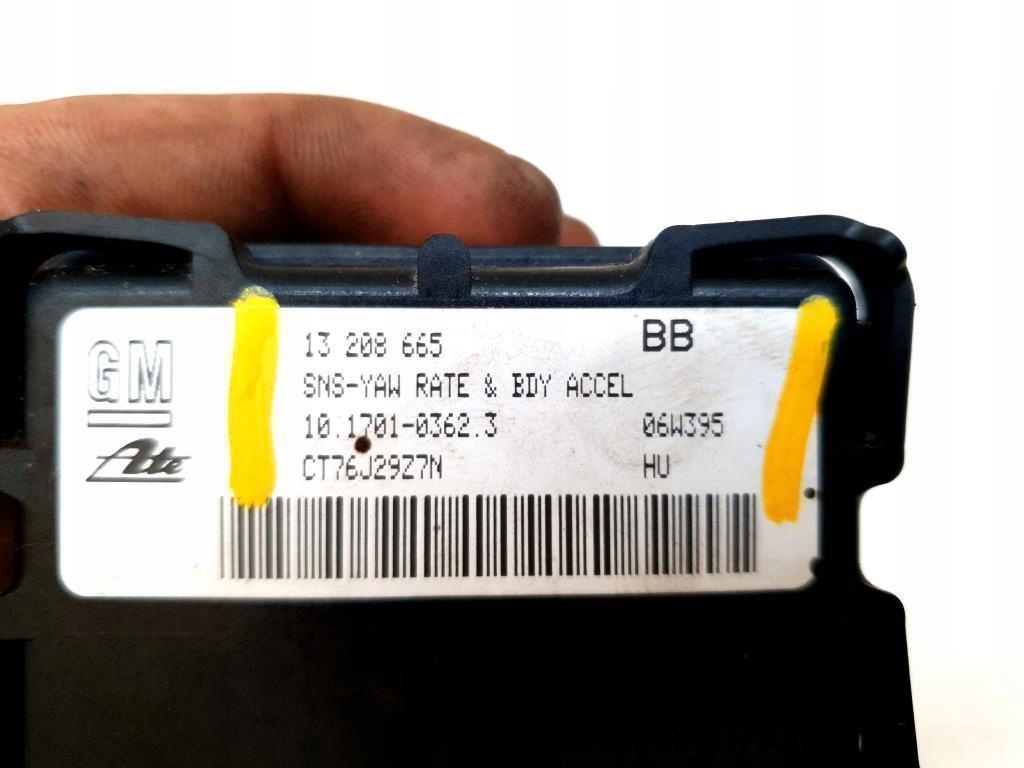 GM
Ate
13 208 665 BB
SNS-YAW RATE & BDY ACCEL
10.1701-0362.3 06W395
CT76J29Z7N HU